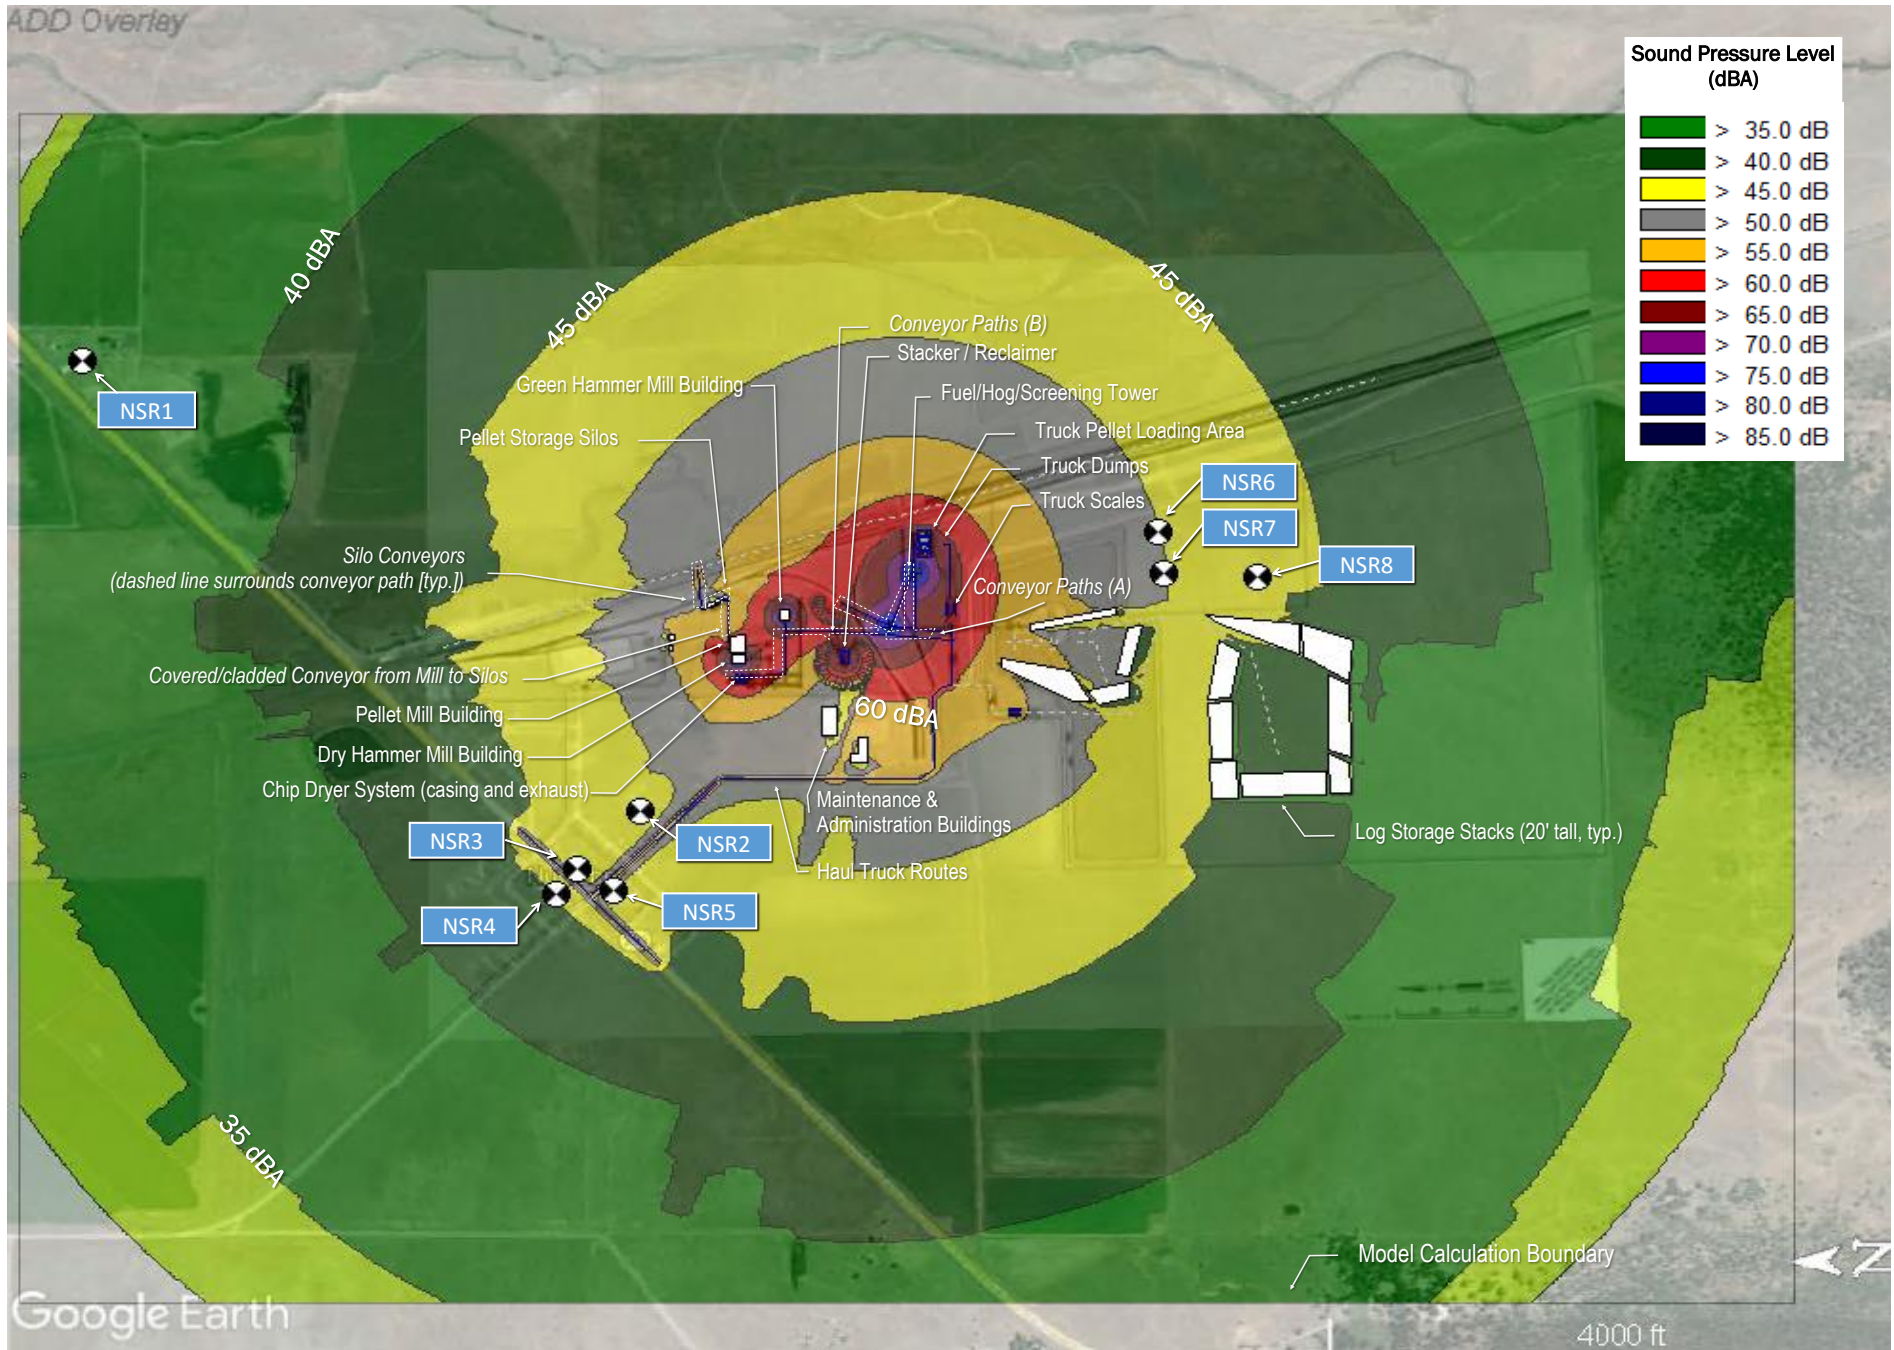 ADD Overlay
Sound Pressure Level
(dBA)
> 35.0 dB
> 40.0 dB
> 45.0 dB
> 50.0 dB
> 55.0 dB
> 60.0 dB
> 65.0 dB
> 70.0 dB
> 75.0 dB
> 80.0 dB
> 85.0 dB
40 dBA
45 dBA
45 dBA
Conveyor Paths (B)
Stacker / Reclaimer
Green Hammer Mill Building
Fuel/Hog/Screening Tower
NSR1
Pellet Storage Silos
Truck Pellet Loading Area
Truck Dumps
Truck Scales
NSR6
NSR7
NSR8
Silo Conveyors
(dashed line surrounds conveyor path [typ.])
Conveyor Paths (A)
Covered/cladded Conveyor from Mill to Silos
Pellet Mill Building
60 dBA
Dry Hammer Mill Building
Chip Dryer System (casing and exhaust)
Maintenance &
Administration Buildings
Log Storage Stacks (20' tall, typ.)
NSR3
NSR2
Haul Truck Routes
NSR4
NSR5
35 dBA
Model Calculation Boundary
Z
Google Earth
4000 ft